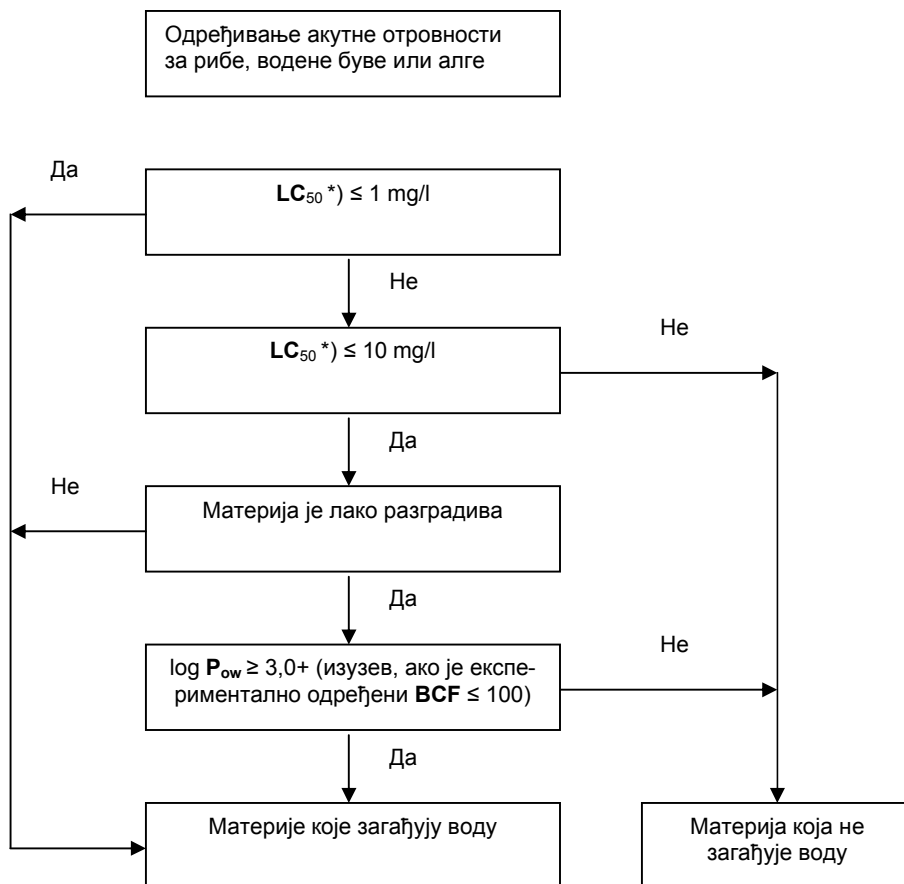 Одређивање акутне отровности
за рибе, водене буве или алге
Да
LC50 *) ≤ 1 mg/l
Не
LC50 *) ≤ 10 mg/l
Не
Да
Не
Материја је лако разградива
Да
log Pow ≥ 3,0+ (изузев, ако је експе-
риментално одређени BCF ≤ 100)
Не
Да
Материје које загађују воду
Материја која не
загађује воду